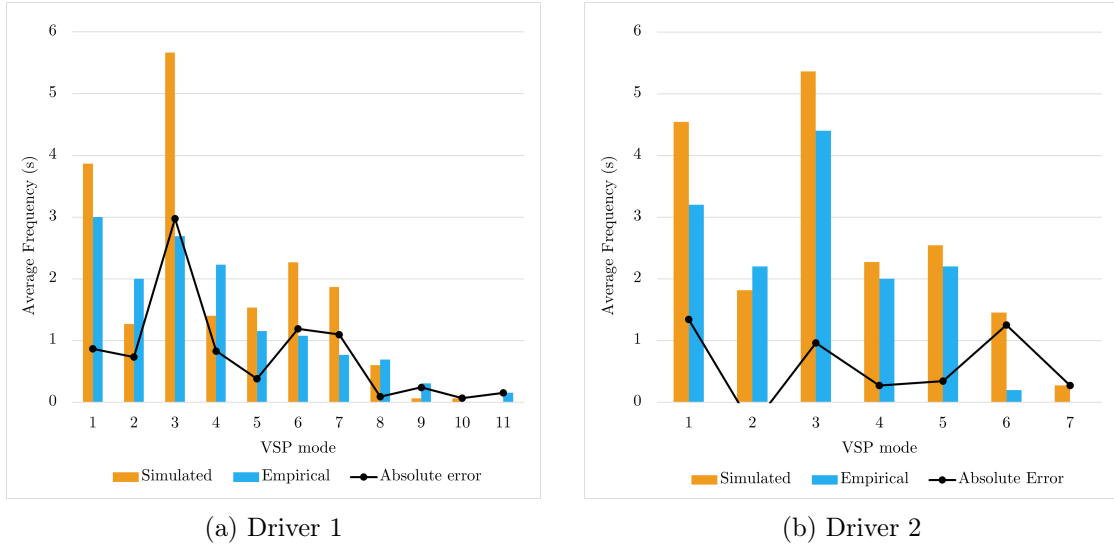 6
5
4
3
2
1
0
Average Frequency (s)
1 2 3 4 5 6 7 8 9 10 11
VSP mode
Simulated Empirical Absolute error
(a) Driver 1
6
5
4
3
2
1
0
Average Frequency (s)
1 2 3 4 5 6 7
VSP mode
Simulated Empirical Absolute Error
(b) Driver 2